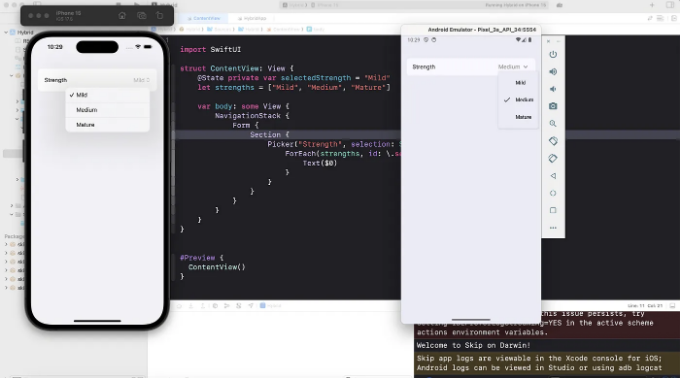 iPhone 15
iOS 17.0
10:29
Strength
Mild
Mild
Medium
Mature
Hybrid
ContentView
import SwiftUI
struct ContentView: View {
@State private var selectedStrength = "Mild"
let strengths = ["Mild", "Medium", "Mature"]
var body: some View {
NavigationStack {
Form {
Section {
Picker("Strength", selection:
ForEach(strengths, id: \.s
Text($0)
}
}
}
}
}
}
}
#Preview {
ContentView()
}
Android Emulator - Pixel_3a_API_34:5554
10:29
Strength
Medium
Mild
Medium
Mature
Line: 11 Col: 21
this issue persists, try
=YES in the active scheme
actions environment variables.
Welcome to Skip on Darwin!
Skip app logs are viewable in the Xcode console for iOS;
Android logs can be viewed in Studio or using adb logcat